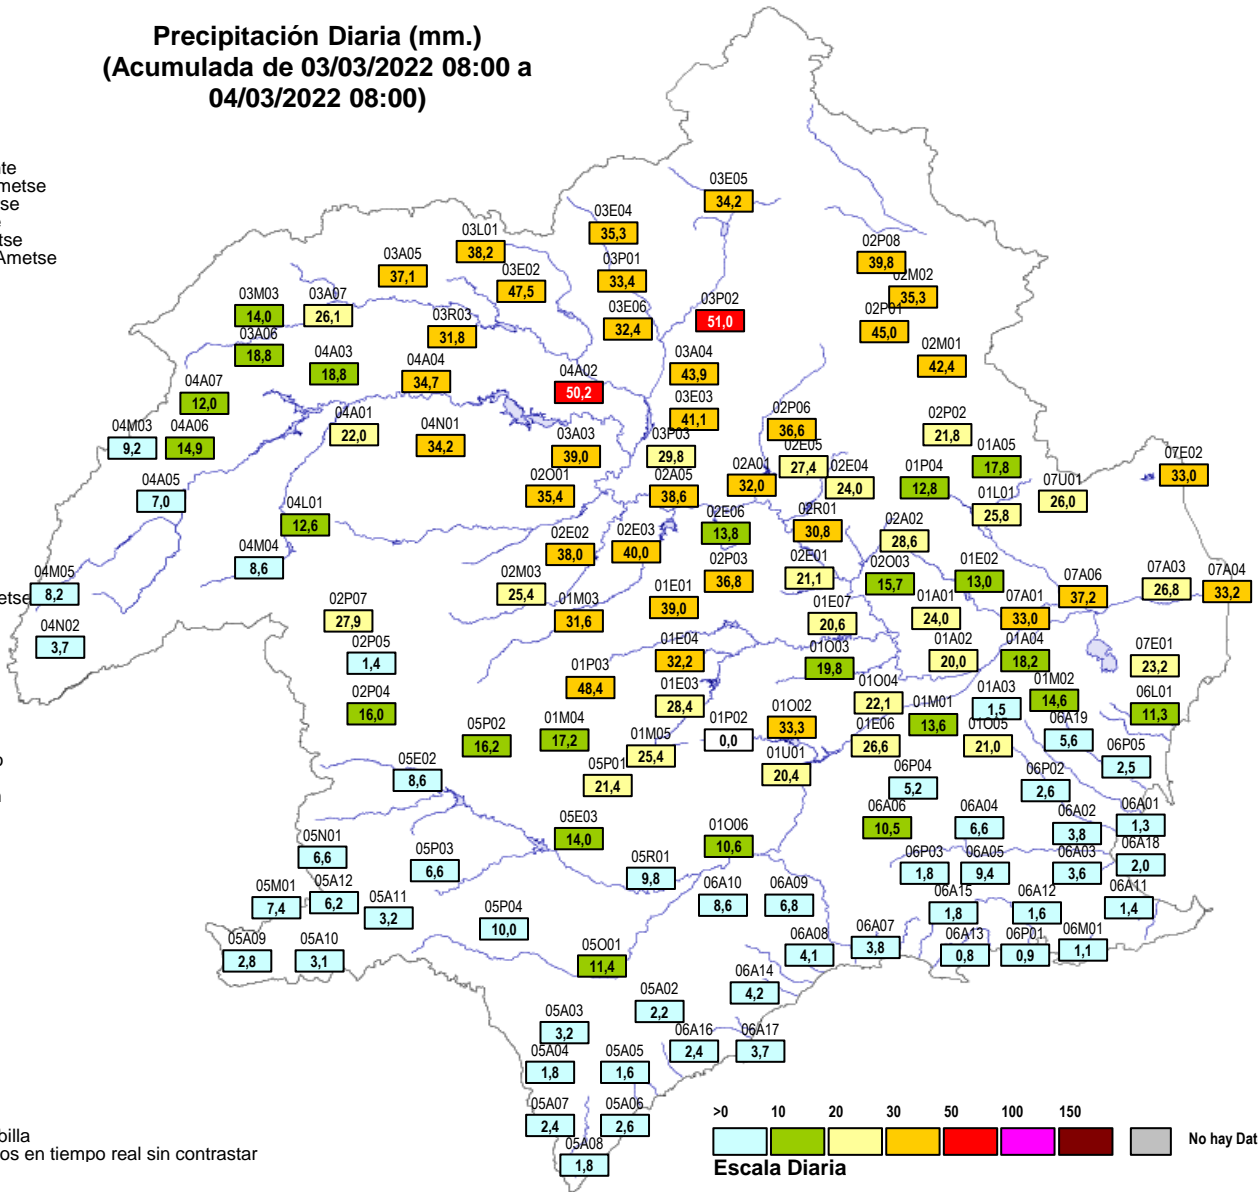 Precipitación Diaria (mm.)
(Acumulada de 03/03/2022 08:00 a
04/03/2022 08:00)
te
metse
se
tse
Ametse
03E05
34,2
03E04
35,3
03L01
38,2
03A05
37,1
03E02
47,5
03P01
33,4
02P08
39,8
02M02
35,3
03M03
14,0
03A07
26,1
03R03
31,8
03E06
32,4
03P02
51,0
02P01
45,0
03A06
18,8
04A03
18,8
04A04
34,7
04A02
50,2
03A04
43,9
02M01
42,4
04A07
12,0
03E03
41,1
04M03
9,2
04A06
14,9
04A01
22,0
04N01
34,2
03A03
39,0
03P03
29,8
02P06
36,6
02P02
21,8
02E05
27,4
01A05
17,8
07E02
33,0
04A05
7,0
02O01
35,4
02A05
38,6
02A01
32,0
02E04
24,0
01P04
12,8
01L01
25,8
07U01
26,0
04L01
12,6
02E06
13,8
02R01
30,8
02A02
28,6
04M04
8,6
02E02
38,0
02E03
40,0
02P03
36,8
02E01
21,1
02O03
15,7
01E02
13,0
04M05
8,2
etse
02M03
25,4
01E01
39,0
07A06
37,2
07A03
26,8
07A04
33,2
02P07
27,9
01M03
31,6
01E07
20,6
01A01
24,0
07A01
33,0
04N02
3,7
02P05
1,4
01E04
32,2
01O03
19,8
01A02
20,0
01A04
18,2
07E01
23,2
01P03
48,4
02P04
16,0
01E03
28,4
01O04
22,1
01A03
1,5
01M02
14,6
06L01
11,3
05P02
16,2
01M04
17,2
01P02
0,0
01O02
33,3
01M01
13,6
01E06
26,6
01O05
21,0
06A19
5,6
01M05
25,4
05E02
8,6
05P01
21,4
01U01
20,4
06P04
5,2
06P02
2,6
06P05
2,5
05E03
14,0
01O06
10,6
06A06
10,5
06A04
6,6
06A02
3,8
06A01
1,3
05N01
6,6
05P03
6,6
05R01
9,8
06P03
1,8
06A05
9,4
06A03
3,6
06A18
2,0
05M01
7,4
05A12
6,2
05A11
3,2
06A10
8,6
06A09
6,8
06A15
1,8
06A12
1,6
06A11
1,4
05P04
10,0
05A09
2,8
05A10
3,1
05O01
11,4
06A08
4,1
06A07
3,8
06A13
0,8
06P01
0,9
06M01
1,1
06A14
4,2
05A02
2,2
05A03
3,2
06A16
2,4
06A17
3,7
05A04
1,8
05A05
1,6
05A07
2,4
05A06
2,6
05A08
1,8
billa
os en tiempo real sin contrastar
>0 10 20 30 50 100 150
No hay Dat
Escala Diaria